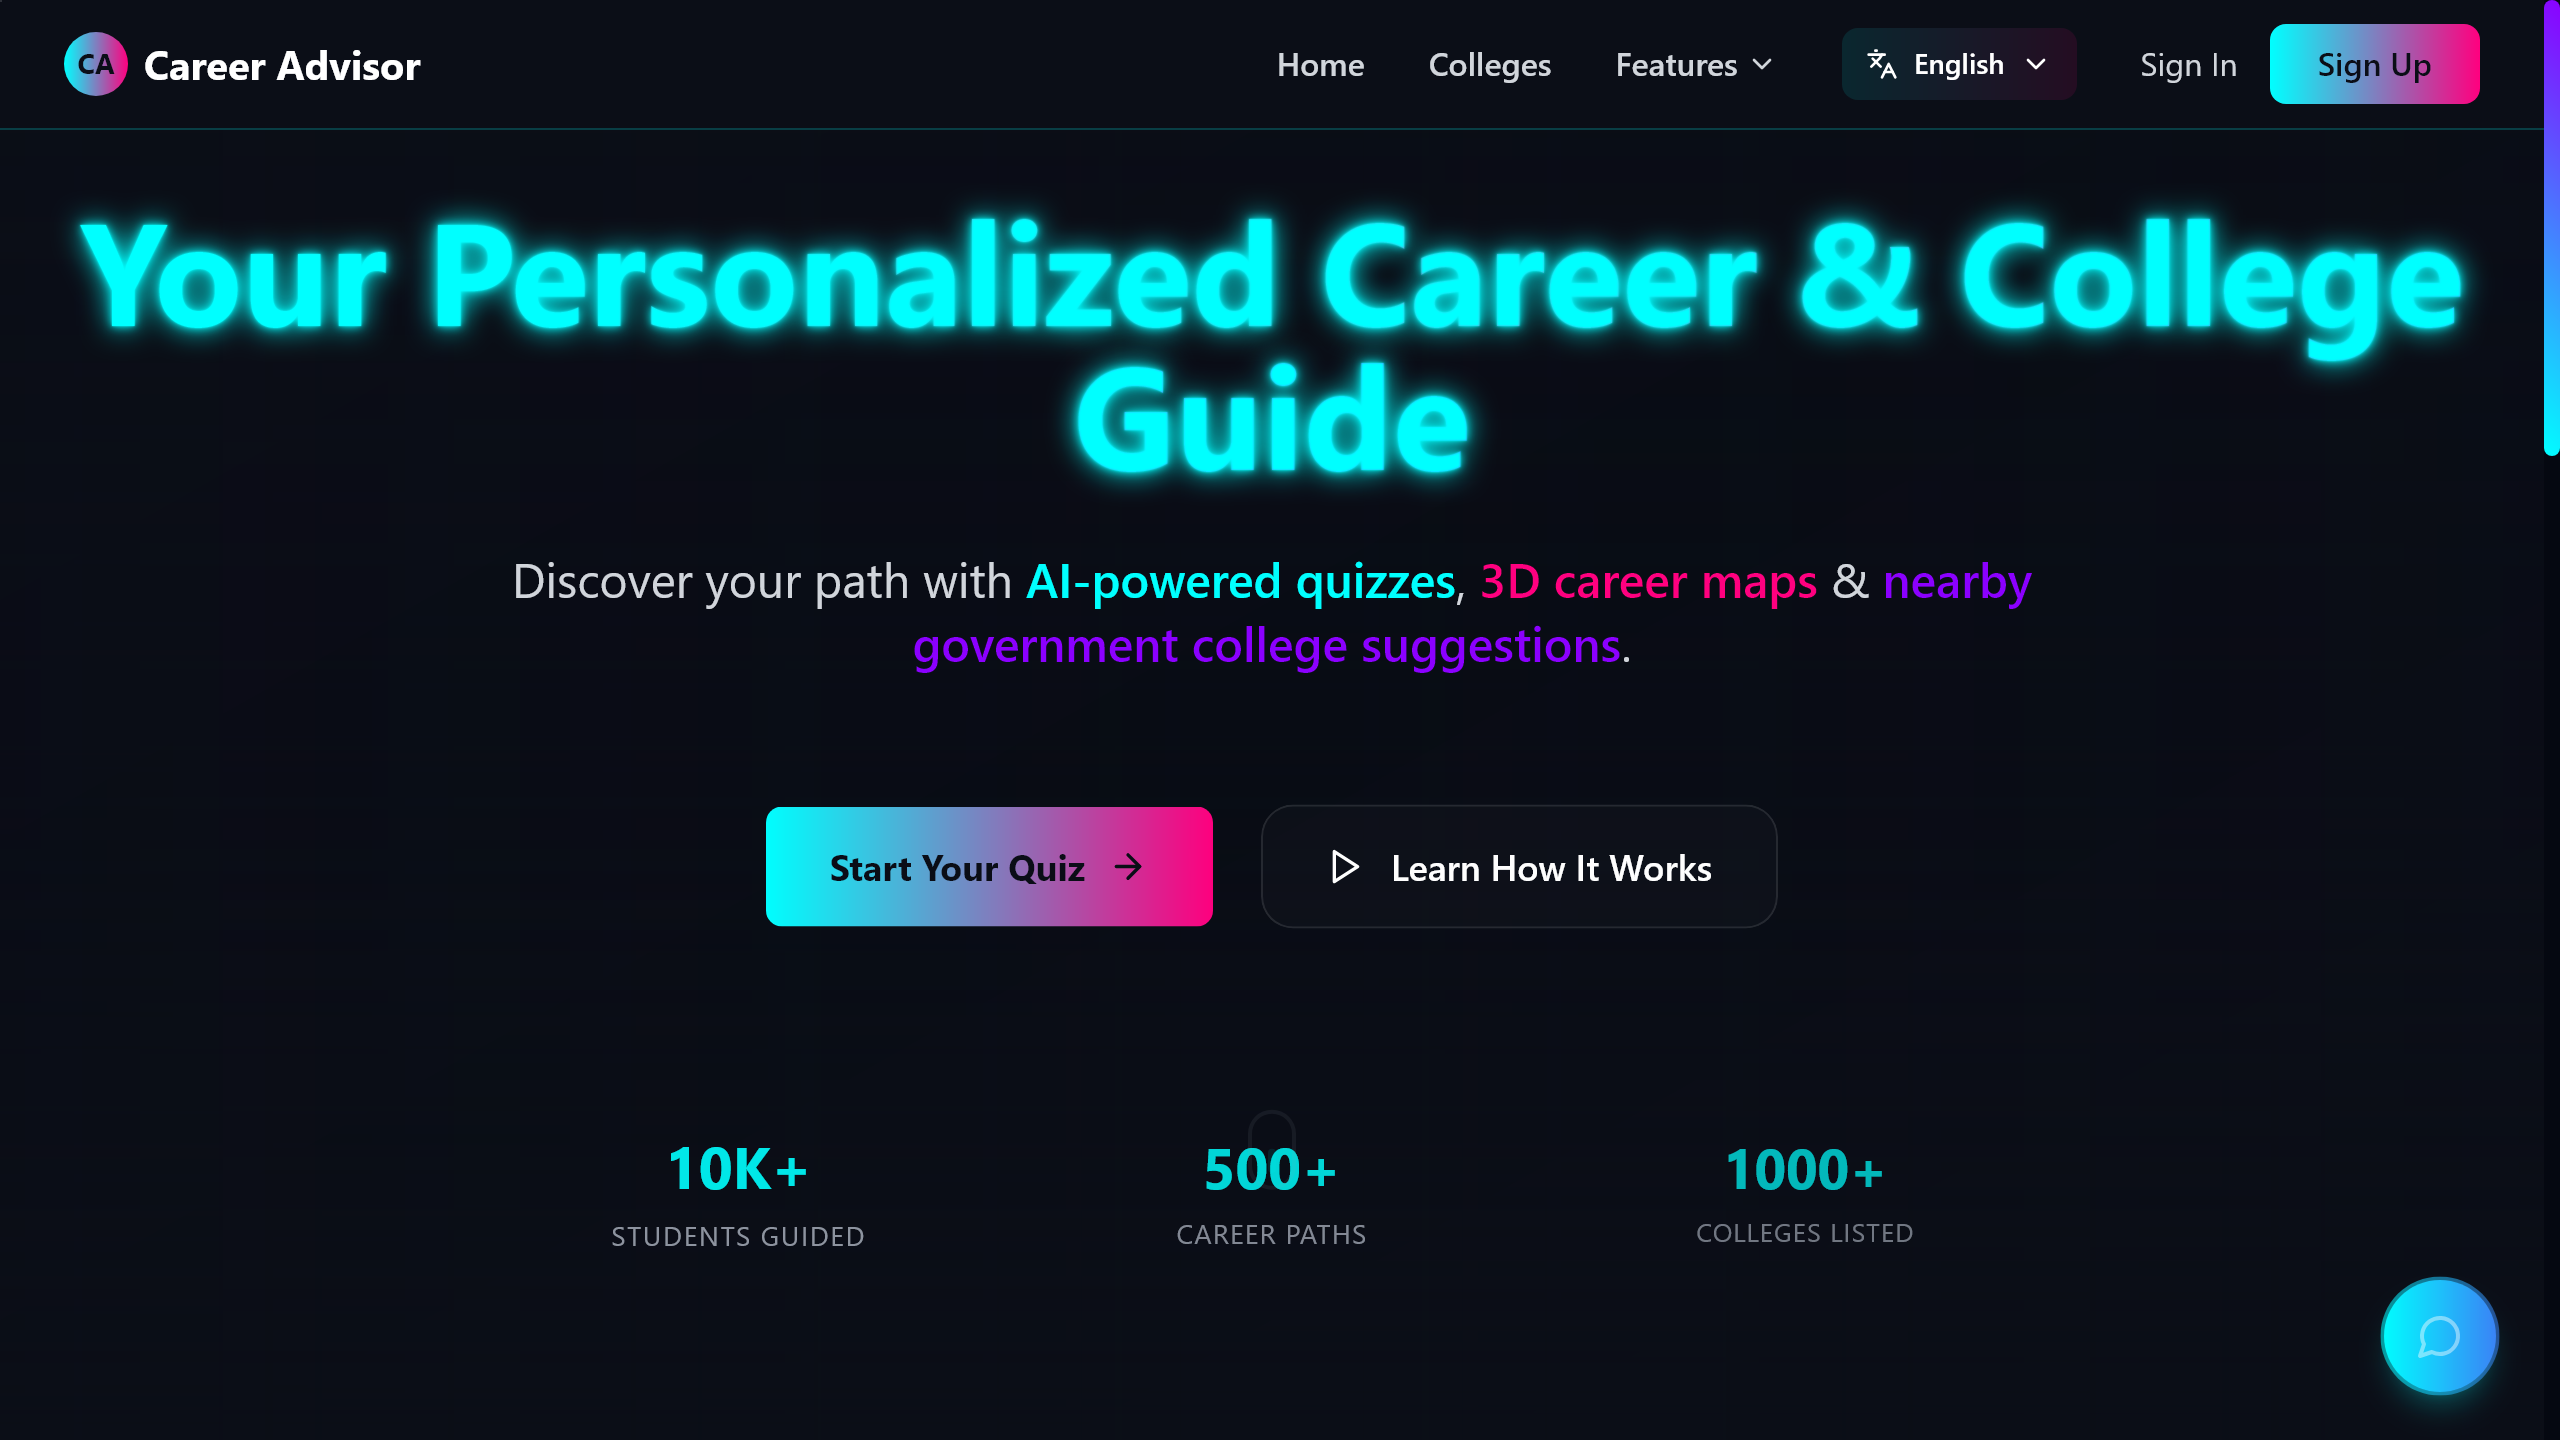 CA Career Advisor Home Colleges Features English Sign In Sign Up
Your Personalized Career & College
Guide
Discover your path with AI-powered quizzes, 3D career maps & nearby
government college suggestions.
Start Your Quiz Learn How It Works
10K+ 500+ 1000+
STUDENTS GUIDED CAREER PATHS COLLEGES LISTED